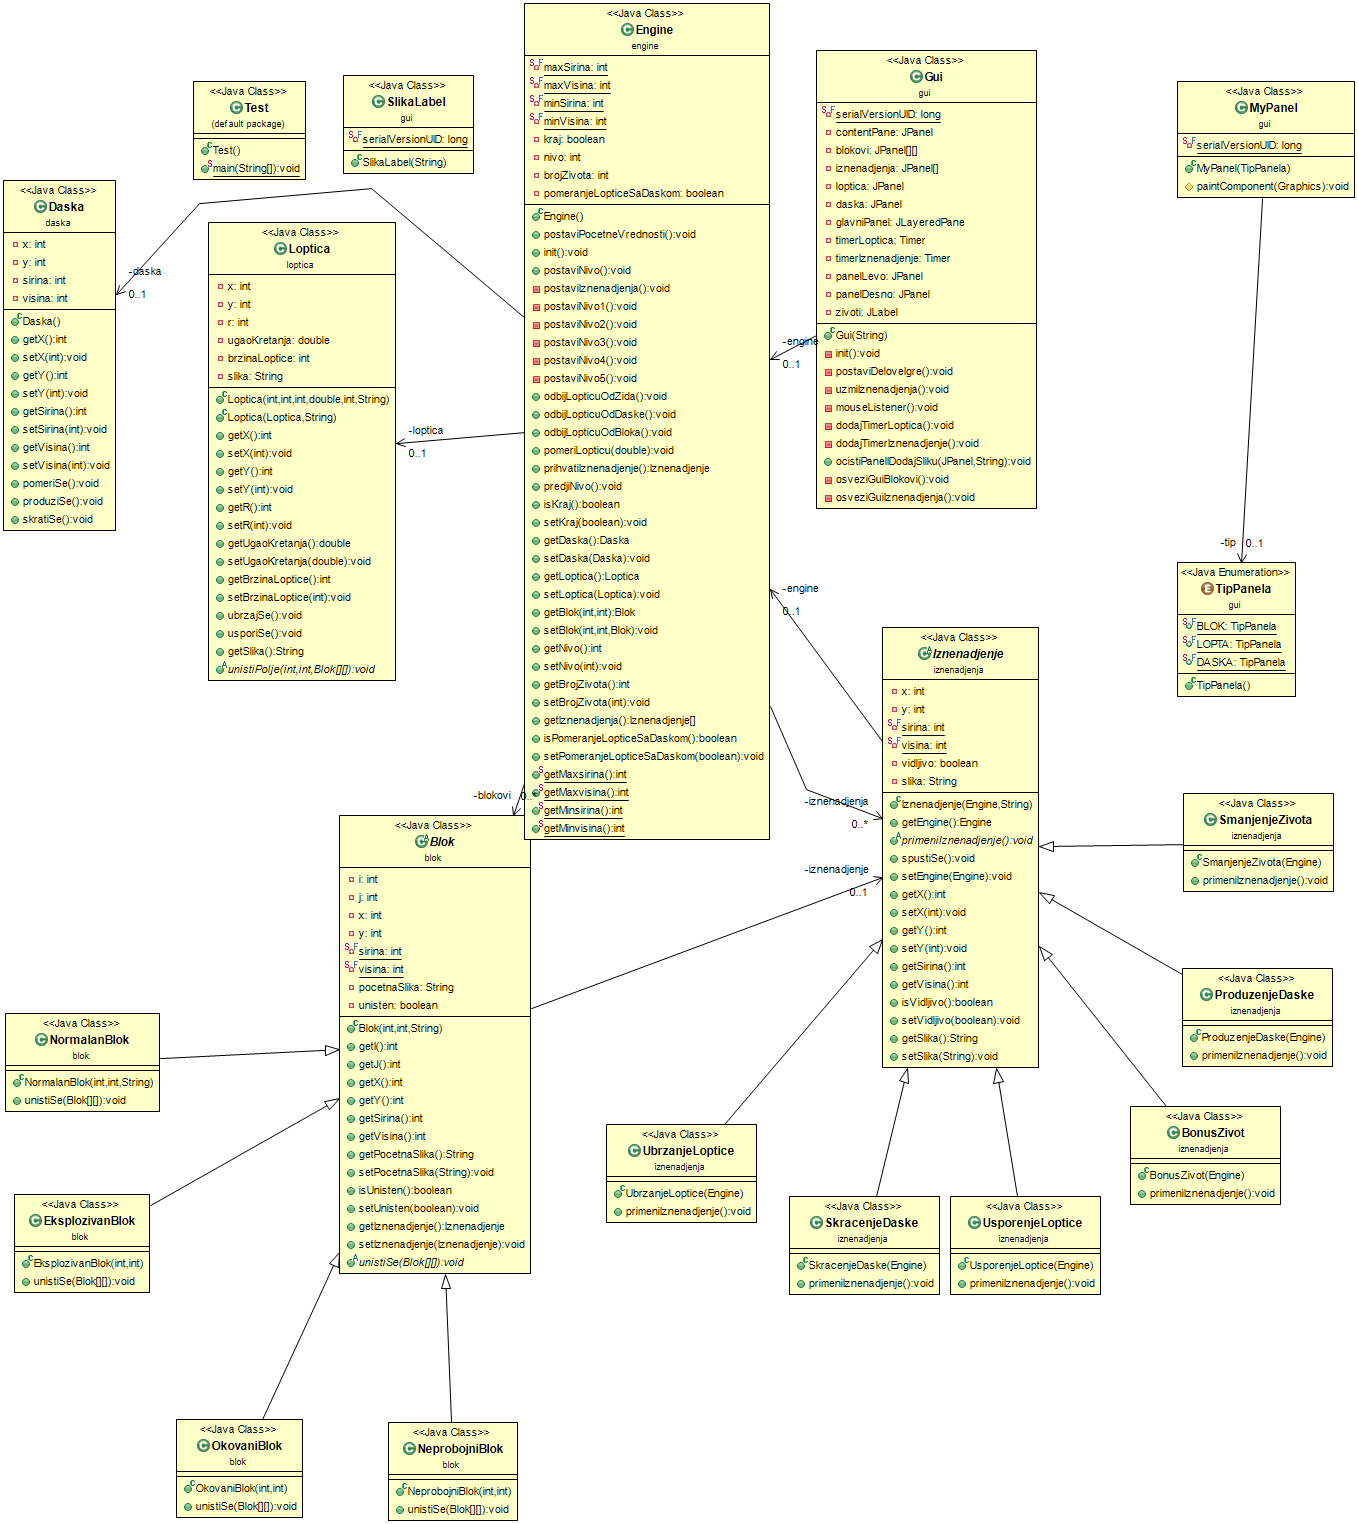 <<Java Class>>
Engine
engine
maxSirina: int
maxVisina: int
minSirina: int
minVisina: int
kraj: boolean
nivo: int
brojZivota: int
pomeranjeLopticeSaDaskom: boolean
Engine()
postaviPocetneVrednosti():void
init():void
postaviNivo():void
postaviIznenadjenja():void
postaviNivo1():void
postaviNivo2():void
postaviNivo3():void
postaviNivo4():void
postaviNivo5():void
odbijLopticuOdZida():void
odbijLopticuOdDaske():void
odbijLopticuOdBloka():void
pomeriLopticu(double):void
prihvatiIznenadjenje():Iznenadjenje
predjiNivo():void
isKraj():boolean
setKraj(boolean):void
getDaska():Daska
setDaska(Daska):void
getLoptica():Loptica
setLoptica(Loptica):void
getBlok(int,int):Blok
setBlok(int,int,Blok):void
getNivo():int
setNivo(int):void
getBrojZivota():int
setBrojZivota(int):void
getIznenadjenja():Iznenadjenje[]
isPomeranjeLopticeSaDaskom():boolean
setPomeranjeLopticeSaDaskom(boolean):void
getMaxsirina():int
getMaxvisina():int
getMinsirina():int
getMinvisina():int
<<Java Class>>
Gui
gui
serialVersionUID: long
contentPane: JPanel
blokovi: JPanel[][]
iznenadjenja: JPanel[]
loptica: JPanel
daska: JPanel
glavniPanel: JLayeredPane
timerLoptica: Timer
timerIznenadjenje: Timer
panelLevo: JPanel
panelDesno: JPanel
zivoti: JLabel
Gui(String)
init():void
postaviDeloveIgre():void
uzmiIznenadjenja():void
mouseListener():void
dodajTimerLoptica():void
dodajTimerIznenadjenje():void
ocistiPanelIDodajSliku(JPanel,String):void
osveziGuiBlokovi():void
osveziGuiIznenadjenja():void
<<Java Class>>
Test
(default package)
Test()
main(String[]):void
<<Java Class>>
SlikaLabel
gui
serialVersionUID: long
SlikaLabel(String)
<<Java Class>>
MyPanel
gui
serialVersionUID: long
MyPanel(TipPanela)
paintComponent(Graphics):void
<<Java Class>>
Daska
daska
x: int
y: int
sirina: int
visina: int
Daska()
getX():int
setX(int):void
getY():int
setY(int):void
getSirina():int
setSirina(int):void
getVisina():int
setVisina(int):void
pomeriSe():void
produziSe():void
skratiSe():void
-daska
0..1
<<Java Class>>
Loptica
loptica
x: int
y: int
r: int
ugaoKretanja: double
brzinaLoptice: int
slika: String
Loptica(int,int,int,double,int,String)
Loptica(Loptica,String)
getX():int
setX(int):void
getY():int
setY(int):void
getR():int
setR(int):void
getUgaoKretanja():double
setUgaoKretanja(double):void
getBrzinaLoptice():int
setBrzinaLoptice(int):void
ubrzajSe():void
usporiSe():void
getSlika():String
unistiPolje(int,int,Blok[][]):void
-loptica
0..1
-engine
0..1
-tip
0..1
<<Java Enumeration>>
TipPanela
gui
BLOK: TipPanela
LOPTA: TipPanela
DASKA: TipPanela
TipPanela()
-engine
0..1
<<Java Class>>
Iznenadjenje
iznenadjenja
x: int
y: int
sirina: int
visina: int
vidljivo: boolean
slika: String
Iznenadjenje(Engine,String)
getEngine():Engine
primeniIznenadjenje():void
spustiSe():void
setEngine(Engine):void
getX():int
setX(int):void
getY():int
setY(int):void
getSirina():int
getVisina():int
isVidljivo():boolean
setVidljivo(boolean):void
getSlika():String
setSlika(String):void
-iznenadjenja
0..*
-iznenadjenje
0..1
-blokovi
0..*
<<Java Class>>
Blok
blok
i: int
j: int
x: int
y: int
sirina: int
visina: int
pocetnaSlika: String
unisten: boolean
Blok(int,int,String)
getI():int
getJ():int
getX():int
getY():int
getSirina():int
getVisina():int
getPocetnaSlika():String
setPocetnaSlika(String):void
isUnisten():boolean
setUnisten(boolean):void
getIznenadjenje():Iznenadjenje
setIznenadjenje(Iznenadjenje):void
unistiSe(Blok[][]):void
<<Java Class>>
SmanjenjeZivota
iznenadjenja
SmanjenjeZivota(Engine)
primeniIznenadjenje():void
<<Java Class>>
ProduzenjeDaske
iznenadjenja
ProduzenjeDaske(Engine)
primeniIznenadjenje():void
<<Java Class>>
NormalanBlok
blok
NormalanBlok(int,int,String)
unistiSe(Blok[][]):void
<<Java Class>>
BonusZivot
iznenadjenja
BonusZivot(Engine)
primeniIznenadjenje():void
<<Java Class>>
UbrzanjeLoptice
iznenadjenja
UbrzanjeLoptice(Engine)
primeniIznenadjenje():void
<<Java Class>>
EksplozivanBlok
blok
EksplozivanBlok(int,int)
unistiSe(Blok[][]):void
<<Java Class>>
SkracenjeDaske
iznenadjenja
SkracenjeDaske(Engine)
primeniIznenadjenje():void
<<Java Class>>
UsporenjeLoptice
iznenadjenja
UsporenjeLoptice(Engine)
primeniIznenadjenje():void
<<Java Class>>
OkovaniBlok
blok
OkovaniBlok(int,int)
unistiSe(Blok[][]):void
<<Java Class>>
NeprobojniBlok
blok
NeprobojniBlok(int,int)
unistiSe(Blok[][]):void